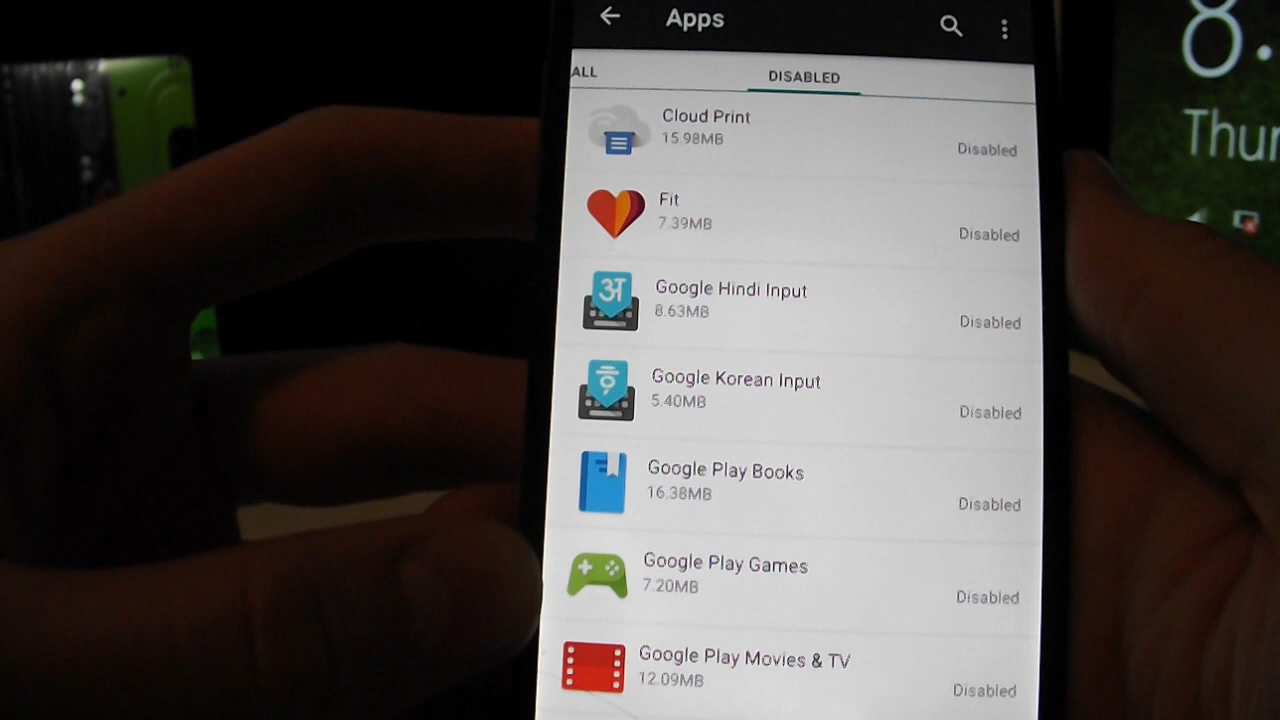 Apps
ALL
DISABLED
Cloud Print
15.98MB
Disabled
Fit
7.39MB
Disabled
अ
Google Hindi Input
8.63MB
Disabled
Google Korean Input
5.40MB
Disabled
Google Play Books
16.38MB
Disabled
Google Play Games
7.20MB
Disabled
Google Play Movies & TV
12.09MB
Disabled
8
Thur